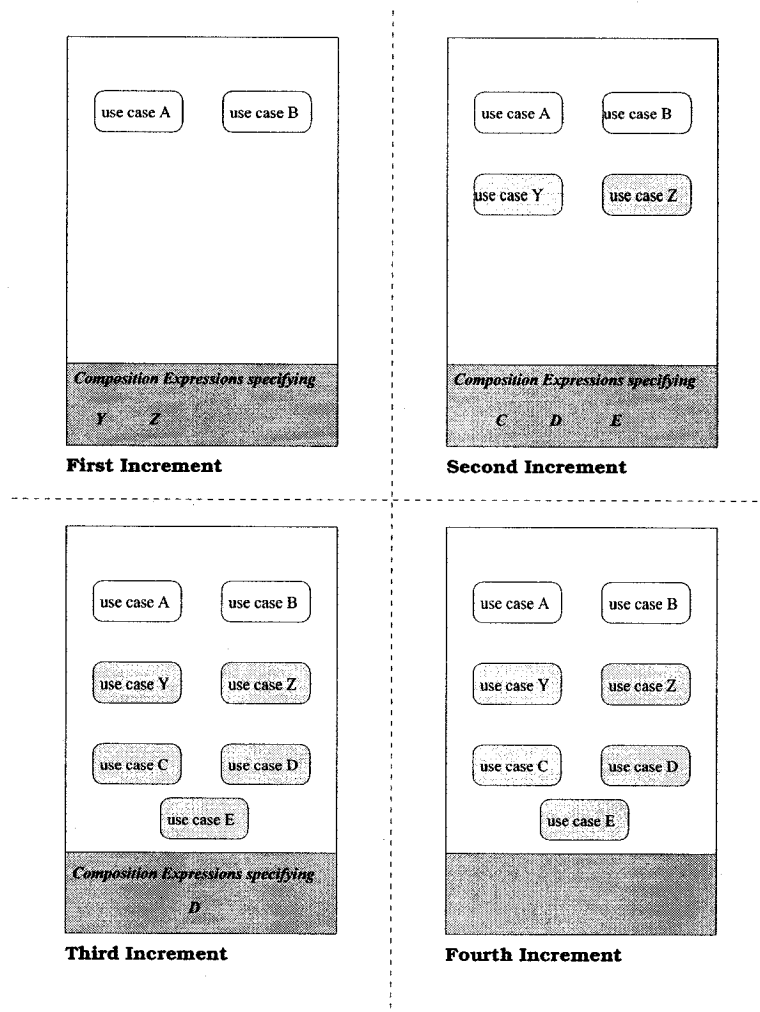 use case A use case B
Composition Expressions specifying
Y Z
First Increment
use case A use case B
use case Y use case Z
Composition Expressions specifying
C D E
Second Increment
use case A use case B
use case Y use case Z
use case C use case D
use case E
Composition Expressions specifying
D
Third Increment
use case A use case B
use case Y use case Z
use case C use case D
use case E
Fourth Increment